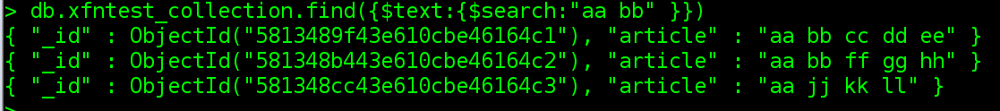 > db.xfntest_collection.find({$text:{$search:"aa bb" }})
{ "_id" : ObjectId("5813489f43e610cbe46164c1"), "article" : "aa bb cc dd ee" }
{ "_id" : ObjectId("581348b443e610cbe46164c2"), "article" : "aa bb ff gg hh" }
{ "_id" : ObjectId("581348cc43e610cbe46164c3"), "article" : "aa jj kk ll" }